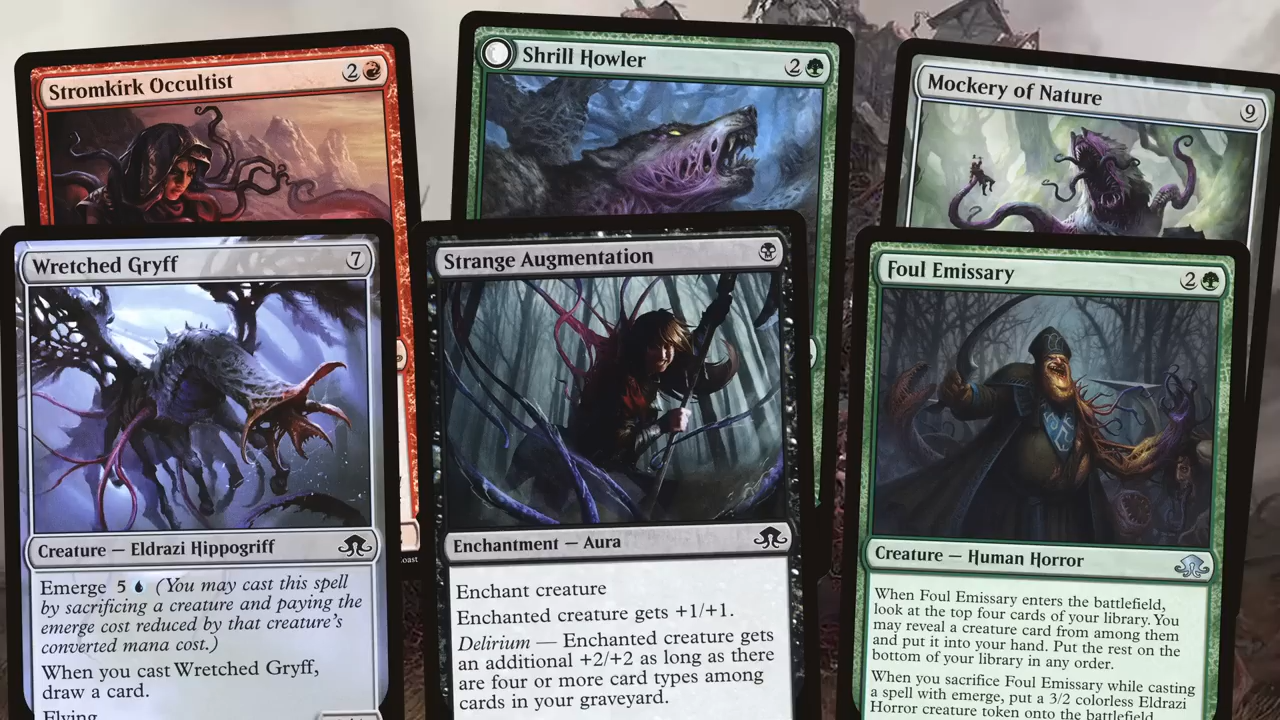 Stromkirk Occultist
2
Shrill Howler
2
Mockery of Nature
9
Wretched Gryff
7
Creature — Eldrazi Hippogriff
Emerge 5 (You may cast this spell
by sacrificing a creature and paying the
emerge cost reduced by that creature's
converted mana cost.)
When you cast Wretched Gryff,
draw a card.
Flying
Strange Augmentation
Enchantment — Aura
Enchant creature
Enchanted creature gets +1/+1.
Delirium — Enchanted creature gets
an additional +2/+2 as long as there
are four or more card types among
cards in your graveyard.
Foul Emissary
2
Creature — Human Horror
When Foul Emissary enters the battlefield,
look at the top four cards of your library. You
may reveal a creature card from among them
and put it into your hand. Put the rest on the
bottom of your library in any order.
When you sacrifice Foul Emissary while casting
a spell with emerge, put a 3/2 colorless Eldrazi
Horror creature token onto the battlefield.